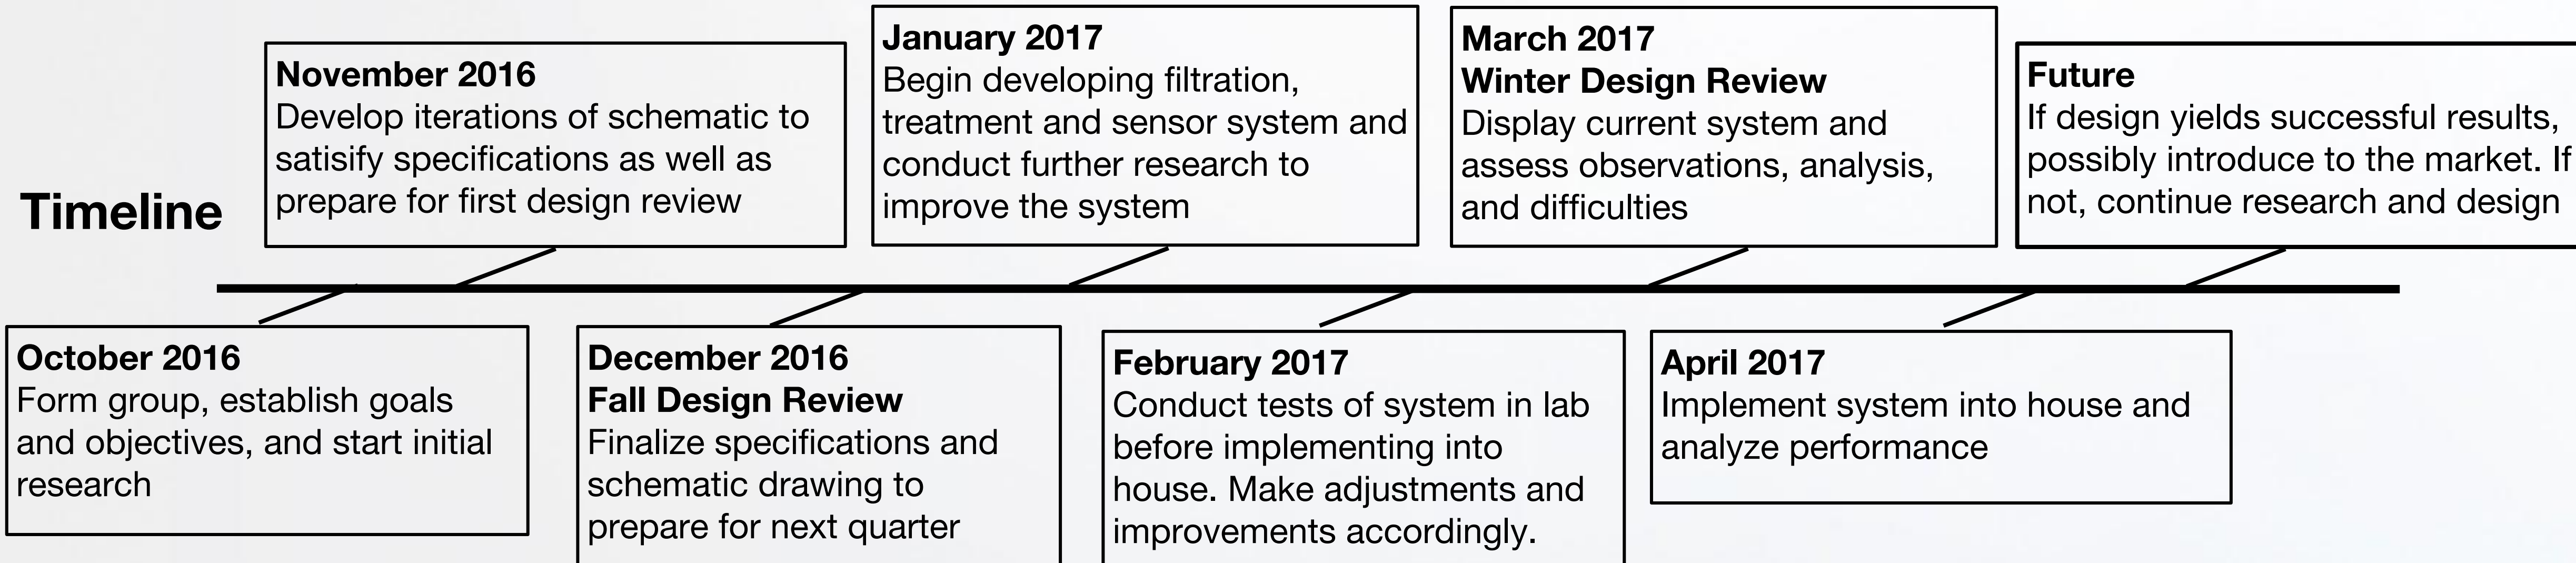 Timeline
October 2016
Form group, establish goals
and objectives, and start initial
research
November 2016
Develop iterations of schematic to
satisify specifications as well as
prepare for first design review
December 2016
Fall Design Review
Finalize specifications and
schematic drawing to
prepare for next quarter
January 2017
Begin developing filtration,
treatment and sensor system and
conduct further research to
improve the system
February 2017
Conduct tests of system in lab
before implementing into
house. Make adjustments and
improvements accordingly.
March 2017
Winter Design Review
Display current system and
assess observations, analysis,
and difficulties
April 2017
Implement system into house and
analyze performance
Future
If design yields successful results,
possibly introduce to the market. If
not, continue research and design